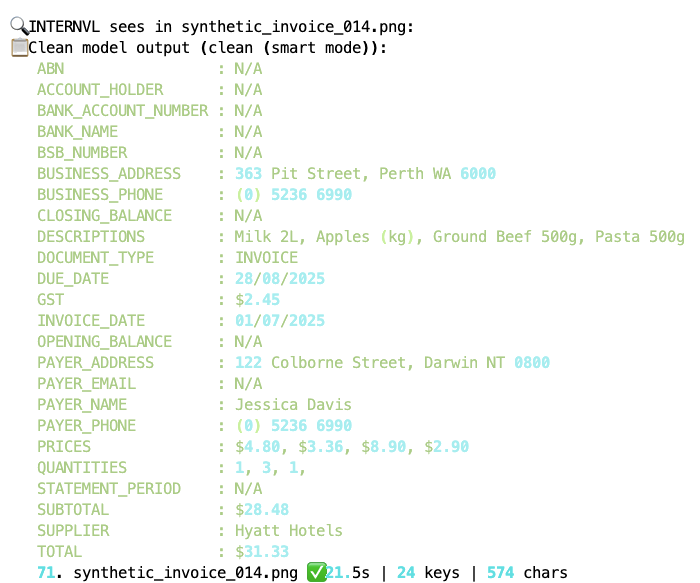 INTERNVL sees in synthetic_invoice_014.png:
Clean model output (clean (smart mode)):
ABN : N/A
ACCOUNT_HOLDER : N/A
BANK_ACCOUNT_NUMBER : N/A
BANK_NAME : N/A
BSB_NUMBER : N/A
BUSINESS_ADDRESS : 363 Pit Street, Perth WA 6000
BUSINESS_PHONE : (0) 5236 6990
CLOSING_BALANCE : N/A
DESCRIPTIONS : Milk 2L, Apples (kg), Ground Beef 500g, Pasta 500g
DOCUMENT_TYPE : INVOICE
DUE_DATE : 28/08/2025
GST : $2.45
INVOICE_DATE : 01/07/2025
OPENING_BALANCE : N/A
PAYER_ADDRESS : 122 Colborne Street, Darwin NT 0800
PAYER_EMAIL : N/A
PAYER_NAME : Jessica Davis
PAYER_PHONE : (0) 5236 6990
PRICES : $4.80, $3.36, $8.90, $2.90
QUANTITIES : 1, 3, 1,
STATEMENT_PERIOD : N/A
SUBTOTAL : $28.48
SUPPLIER : Hyatt Hotels
TOTAL : $31.33
71. synthetic_invoice_014.png ✅ 21.5s | 24 keys | 574 chars